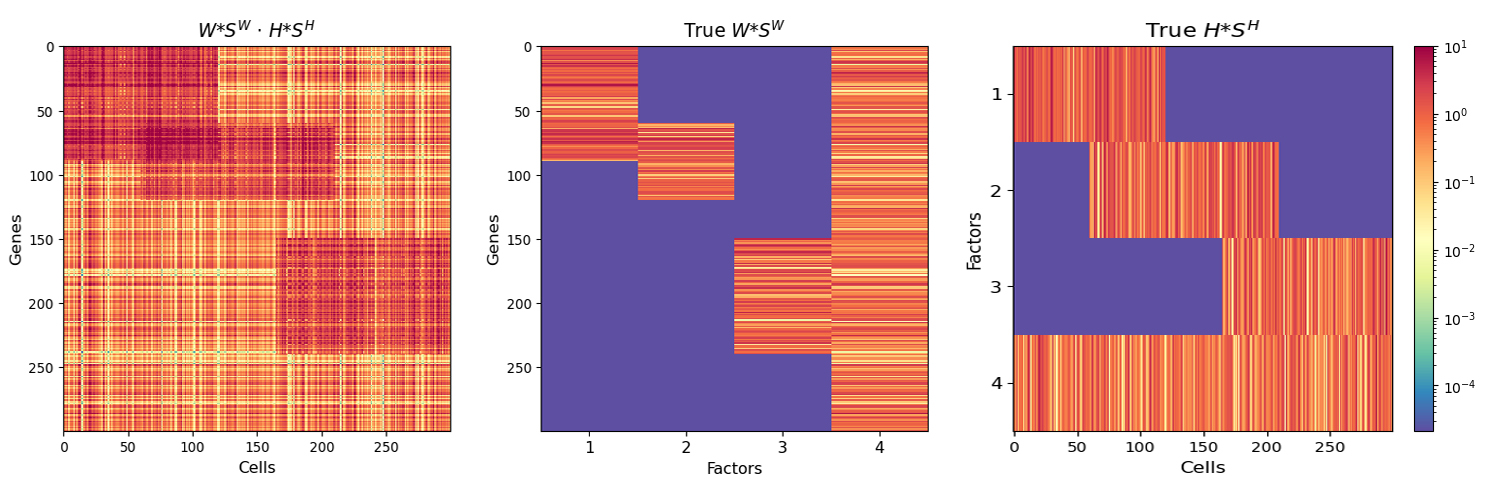 W*S^W · H*S^H
0
50
100
150
200
250
Genes
0 50 100 150 200 250
Cells
True W*S^W
0
50
100
150
200
250
Genes
1 2 3 4
Factors
True H*S^H
1
2
3
4
Factors
0 50 100 150 200 250
Cells
10^1
10^0
10^-1
10^-2
10^-3
10^-4